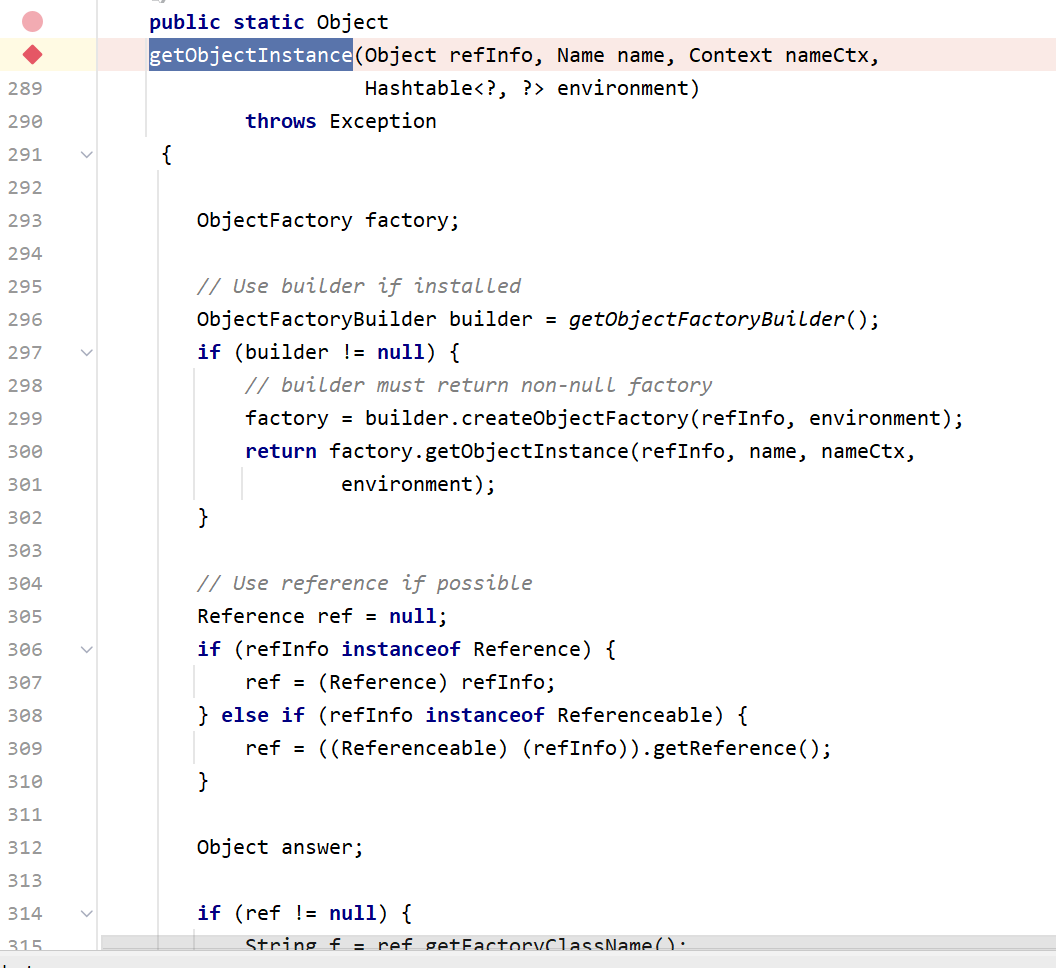 public static Object
getObjectInstance(Object refInfo, Name name, Context nameCtx,
289 Hashtable<?, ?> environment)
290 throws Exception
291 {
292
293 ObjectFactory factory;
294
295 // Use builder if installed
296 ObjectFactoryBuilder builder = getObjectFactoryBuilder();
297 if (builder != null) {
298 // builder must return non-null factory
299 factory = builder.createObjectFactory(refInfo, environment);
300 return factory.getObjectInstance(refInfo, name, nameCtx,
301 environment);
302 }
303
304 // Use reference if possible
305 Reference ref = null;
306 if (refInfo instanceof Reference) {
307 ref = (Reference) refInfo;
308 } else if (refInfo instanceof Referenceable) {
309 ref = ((Referenceable) (refInfo)).getReference();
310 }
311
312 Object answer;
313
314 if (ref != null) {
315 String f = ref.getFactoryClassName();